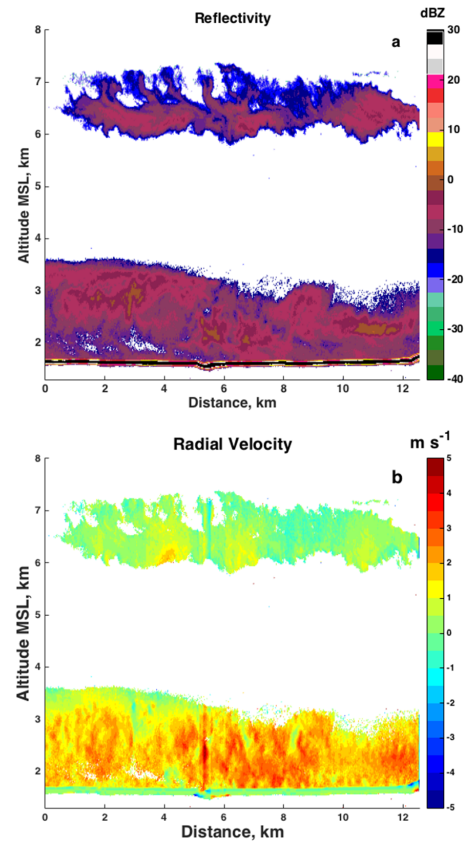 Reflectivity
dBZ
a
8
7
6
5
4
3
2
Altitude MSL, km
0 2 4 6 8 10 12
Distance, km
30
20
10
0
-10
-20
-30
-40
Radial Velocity
m s-1
b
8
7
6
5
4
3
2
Altitude MSL, km
0 2 4 6 8 10 12
Distance, km
5
4
3
2
1
0
-1
-2
-3
-4
-5